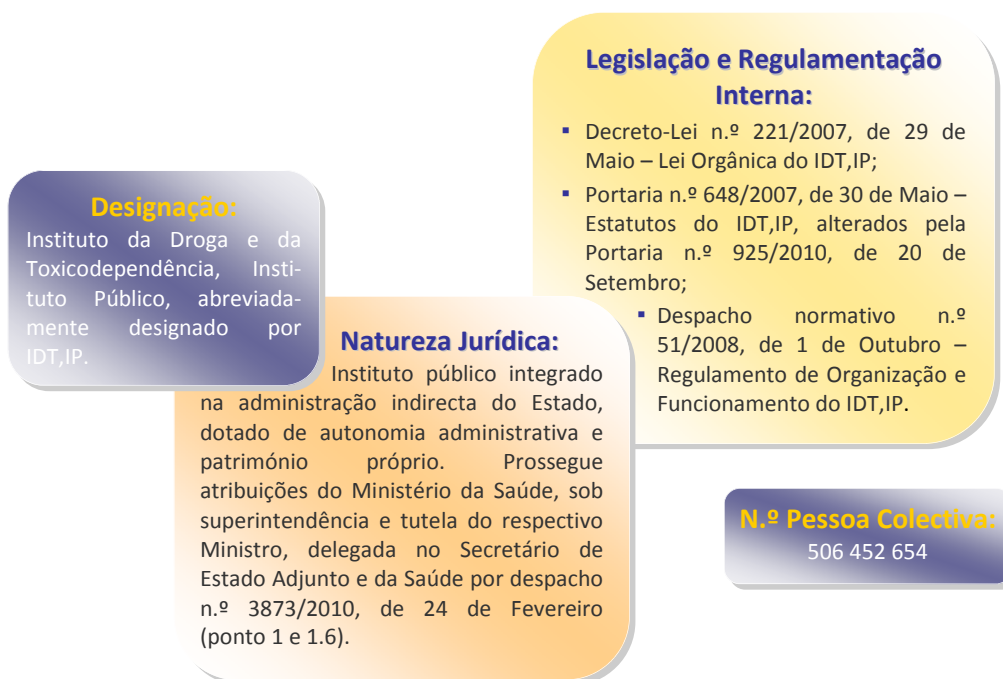 Legislação e Regulamentação
Interna:
▪ Decreto-Lei n.º 221/2007, de 29 de
Maio – Lei Orgânica do IDT,IP;
▪ Portaria n.º 648/2007, de 30 de Maio –
Estatutos do IDT,IP, alterados pela
Portaria n.º 925/2010, de 20 de
Setembro;
▪ Despacho normativo n.º
51/2008, de 1 de Outubro –
Regulamento de Organização e
Funcionamento do IDT,IP.
Designação:
Instituto da Droga e da
Toxicodependência, Insti-
tuto Público, abreviada-
mente designado por
IDT,IP.
Natureza Jurídica:
Instituto público integrado
na administração indirecta do Estado,
dotado de autonomia administrativa e
património próprio. Prossegue
atribuições do Ministério da Saúde, sob
superintendência e tutela do respectivo
Ministro, delegada no Secretário de
Estado Adjunto e da Saúde por despacho
n.º 3873/2010, de 24 de Fevereiro
(ponto 1 e 1.6).
N.º Pessoa Colectiva:
506 452 654